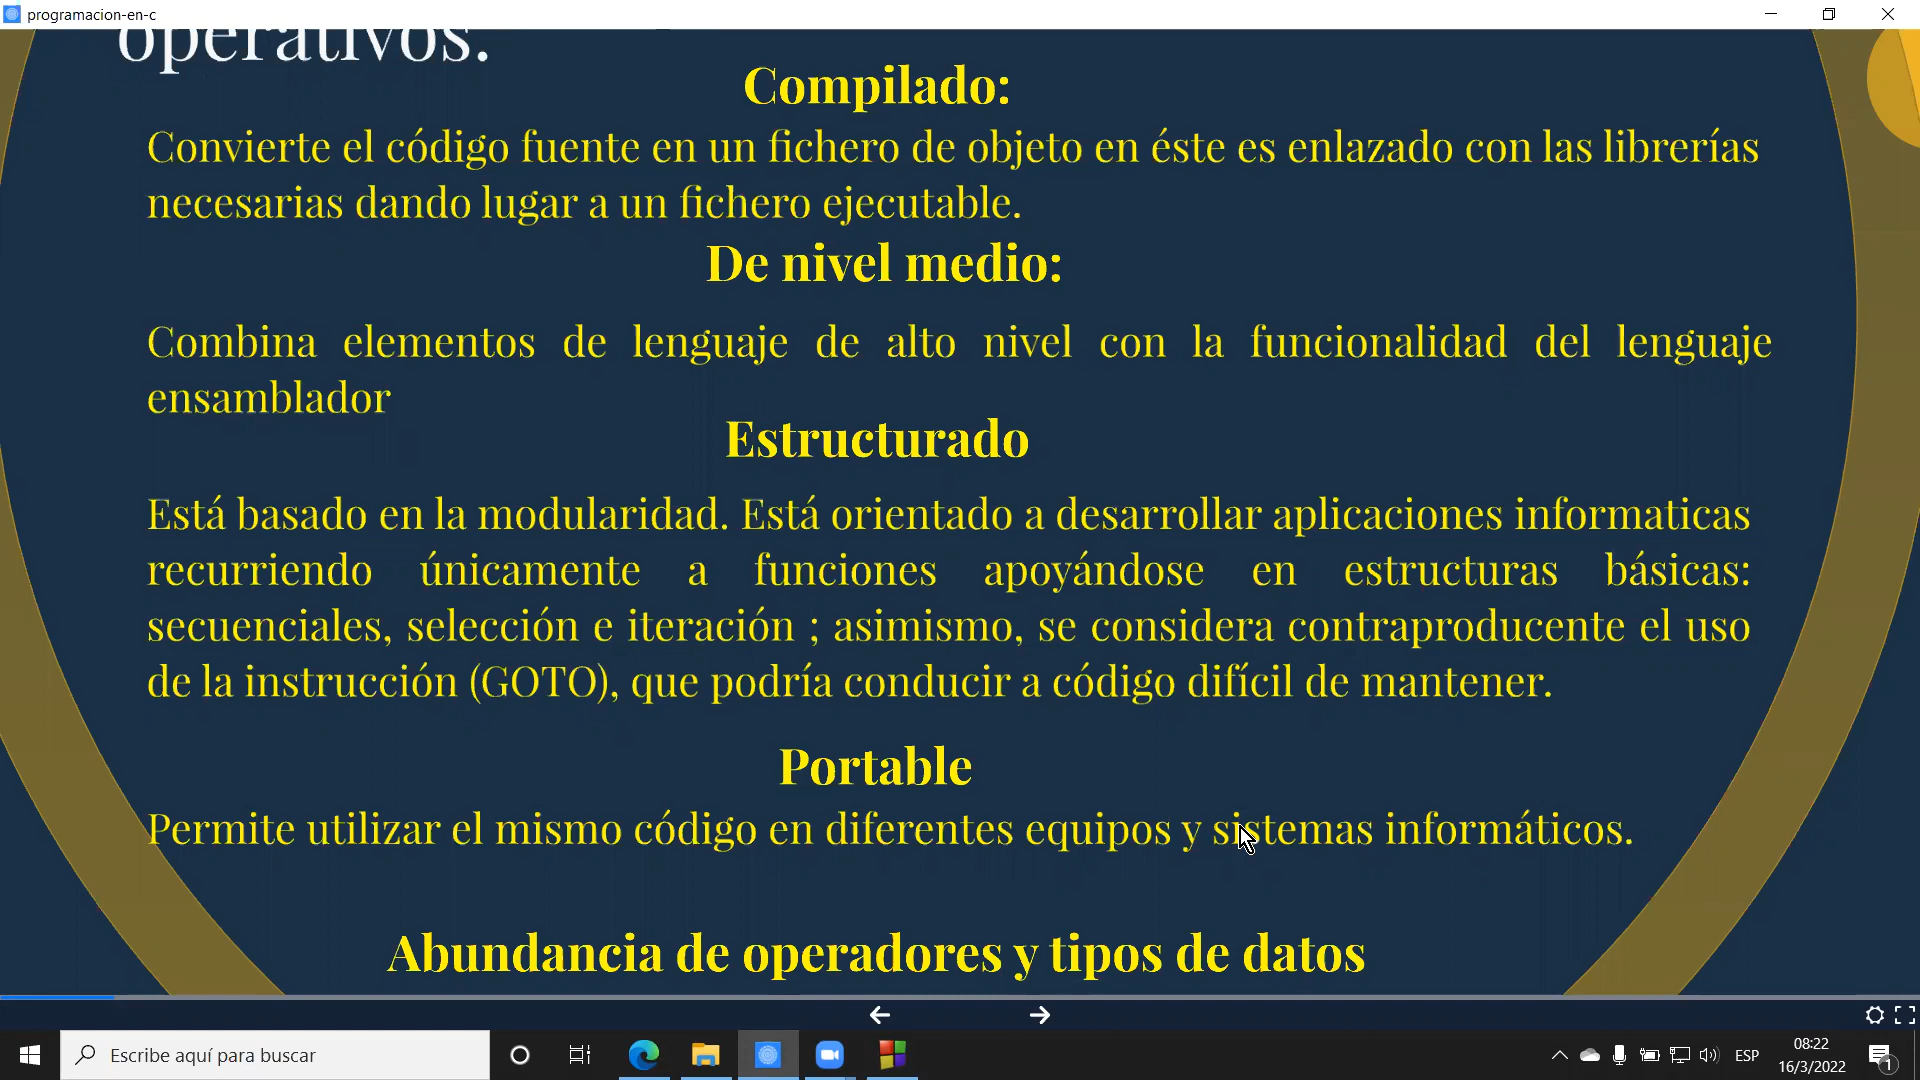 programacion-en-c
operativos.
Compilado:
Convierte el código fuente en un fichero de objeto en éste es enlazado con las librerías
necesarias dando lugar a un fichero ejecutable.
De nivel medio:
Combina elementos de lenguaje de alto nivel con la funcionalidad del lenguaje
ensamblador
Estructurado
Está basado en la modularidad. Está orientado a desarrollar aplicaciones informaticas
recurriendo únicamente a funciones apoyándose en estructuras básicas:
secuenciales, selección e iteración ; asimismo, se considera contraproducente el uso
de la instrucción (GOTO), que podría conducir a código difícil de mantener.
Portable
Permite utilizar el mismo código en diferentes equipos y sistemas informáticos.
Abundancia de operadores y tipos de datos
Escribe aquí para buscar
ESP
08:22
16/3/2022
1